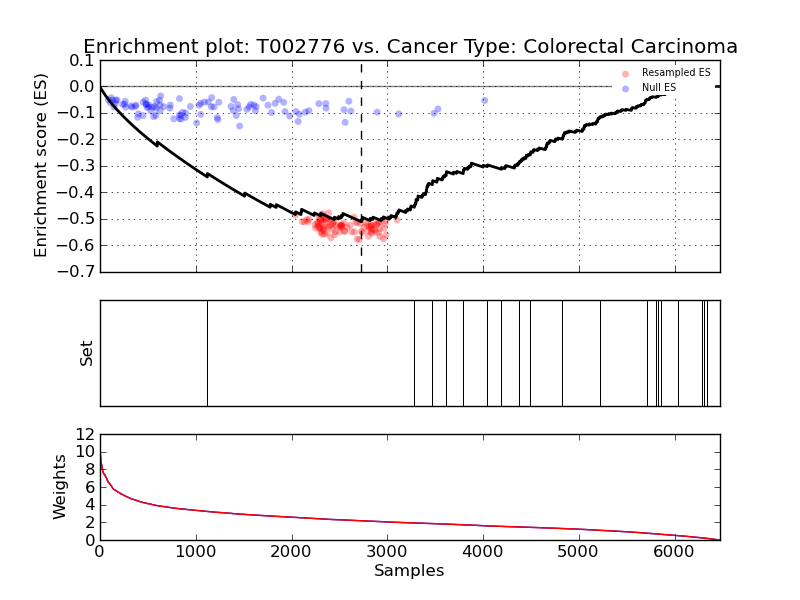 Enrichment plot: T002776 vs. Cancer Type: Colorectal Carcinoma
0.1
0.0
−0.1
−0.2
−0.3
−0.4
−0.5
−0.6
−0.7
Enrichment score (ES)
Resampled ES
Null ES
Set
12
10
8
6
4
2
0
Weights
0 1000 2000 3000 4000 5000 6000
Samples